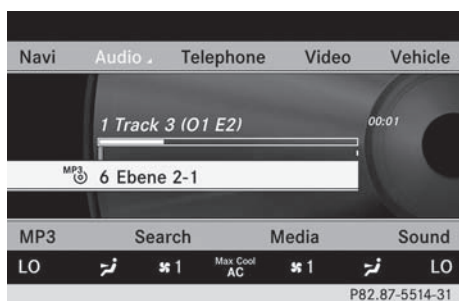 Navi Audio Telephone Video Vehicle
1 Track 3 (O1 E2) 00:01
MP3 6 Ebene 2-1
MP3 Search Media Sound
LO 1 Max Cool AC 1 LO
P82.87-5514-31